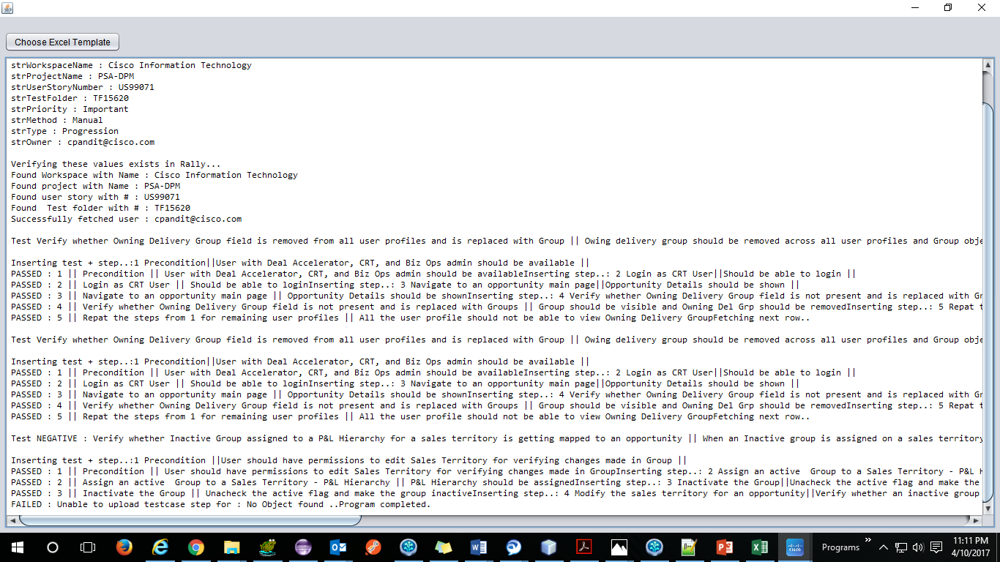 Choose Excel Template
strWorkspaceName : Cisco Information Technology
strProjectName : PSA-DPM
strUserStoryNumber : US99071
strTestFolder : TF15620
strPriority : Important
strMethod : Manual
strType : Progression
strOwner : cpandit@cisco.com
Verifying these values exists in Rally...
Found Workspace with Name : Cisco Information Technology
Found project with Name : PSA-DPM
Found user story with # : US99071
Found  Test folder with # : TF15620
Successfully fetched user : cpandit@cisco.com
Test Verify whether Owning Delivery Group field is removed from all user profiles and is replaced with Group || Owing delivery group should be removed across all user profiles and Group obje
Inserting test + step..:1 Precondition||User with Deal Accelerator, CRT, and Biz Ops admin should be available ||
PASSED : 1 || Precondition || User with Deal Accelerator, CRT, and Biz Ops admin should be availableInserting step..: 2 Login as CRT User||Should be able to login ||
PASSED : 2 || Login as CRT User || Should be able to loginInserting step..: 3 Navigate to an opportunity main page||Opportunity Details should be shown ||
PASSED : 3 || Navigate to an opportunity main page || Opportunity Details should be shownInserting step..: 4 Verify whether Owning Delivery Group field is not present and is replaced with Gr
PASSED : 4 || Verify whether Owning Delivery Group field is not present and is replaced with Groups || Group should be visible and Owning Del Grp should be removedInserting step..: 5 Repat t
PASSED : 5 || Repat the steps from 1 for remaining user profiles || All the user profile should not be able to view Owning Delivery GroupFetching next row..
Test Verify whether Owning Delivery Group field is removed from all user profiles and is replaced with Group || Owing delivery group should be removed across all user profiles and Group obje
Inserting test + step..:1 Precondition||User with Deal Accelerator, CRT, and Biz Ops admin should be available ||
PASSED : 1 || Precondition || User with Deal Accelerator, CRT, and Biz Ops admin should be availableInserting step..: 2 Login as CRT User||Should be able to login ||
PASSED : 2 || Login as CRT User || Should be able to loginInserting step..: 3 Navigate to an opportunity main page||Opportunity Details should be shown ||
PASSED : 3 || Navigate to an opportunity main page || Opportunity Details should be shownInserting step..: 4 Verify whether Owning Delivery Group field is not present and is replaced with Gr
PASSED : 4 || Verify whether Owning Delivery Group field is not present and is replaced with Groups || Group should be visible and Owning Del Grp should be removedInserting step..: 5 Repat t
PASSED : 5 || Repat the steps from 1 for remaining user profiles || All the user profile should not be able to view Owning Delivery GroupFetching next row..
Test NEGATIVE : Verify whether Inactive Group assigned to a P&L Hierarchy for a sales territory is getting mapped to an opportunity || When an Inactive group is assigned on a sales territory
Inserting test + step..:1 Precondition ||User should have permissions to edit Sales Territory for verifying changes made in Group ||
PASSED : 1 || Precondition || User should have permissions to edit Sales Territory for verifying changes made in GroupInserting step..: 2 Assign an active  Group to a Sales Territory - P&L H
PASSED : 2 || Assign an active  Group to a Sales Territory - P&L Hierarchy || P&L Hierarchy should be assignedInserting step..: 3 Inactivate the Group||Unacheck the active flag and make the
PASSED : 3 || Inactivate the Group || Unacheck the active flag and make the group inactiveInserting step..: 4 Modify the sales territory for an opportunity||Verify whether an inactive group
FAILED : Unable to upload testcase step for : No Object found ..Program completed.
Programs
11:11 PM
4/10/2017